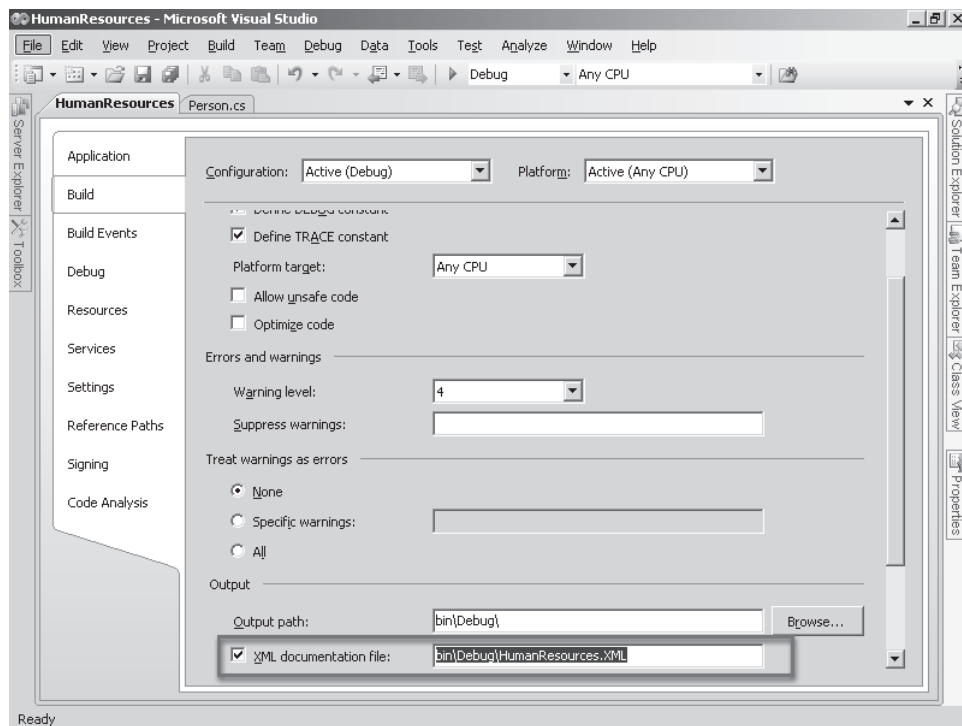 HumanResources - Microsoft Visual Studio
File Edit View Project Build Team Debug Data Tools Test Analyze Window Help
Debug Any CPU
HumanResources Person.cs
Server Explorer
Toolbox
Application
Build
Build Events
Debug
Resources
Services
Settings
Reference Paths
Signing
Code Analysis
Configuration: Active (Debug) Platform: Active (Any CPU)
Define DEBUG constant
Define TRACE constant
Platform target: Any CPU
Allow unsafe code
Optimize code
Errors and warnings
Warning level: 4
Suppress warnings:
Treat warnings as errors
None
Specific warnings:
All
Output
Output path: bin\Debug\ Browse...
XML documentation file: bin\Debug\HumanResources.XML
Solution Explorer
Team Explorer
Class View
Properties
Ready